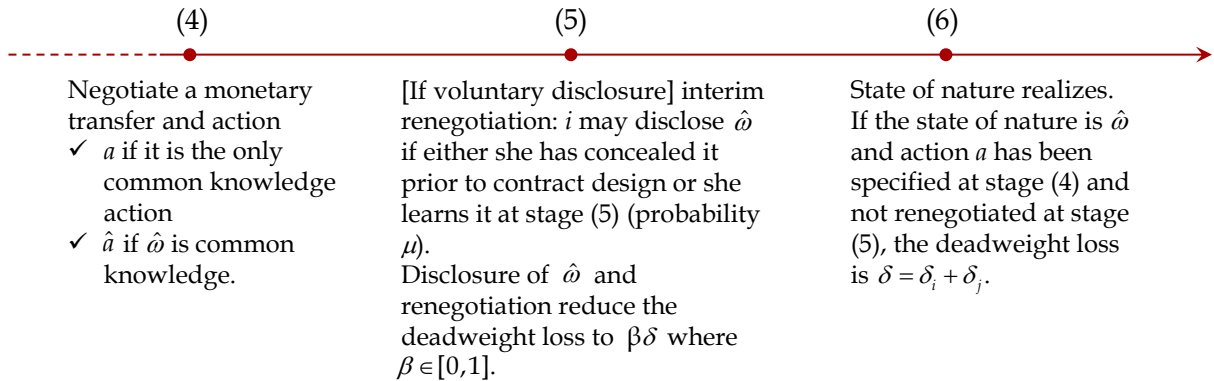 (4)
(5)
(6)
Negotiate a monetary
transfer and action
✓ a if it is the only
common knowledge
action
✓ â if ω̂ is common
knowledge.
[If voluntary disclosure] interim
renegotiation: i may disclose ω̂
if either she has concealed it
prior to contract design or she
learns it at stage (5) (probability
μ).
Disclosure of ω̂ and
renegotiation reduce the
deadweight loss to βδ where
β ∈ [0,1].
State of nature realizes.
If the state of nature is ω̂
and action a has been
specified at stage (4) and
not renegotiated at stage
(5), the deadweight loss
is δ = δᵢ + δⱼ.